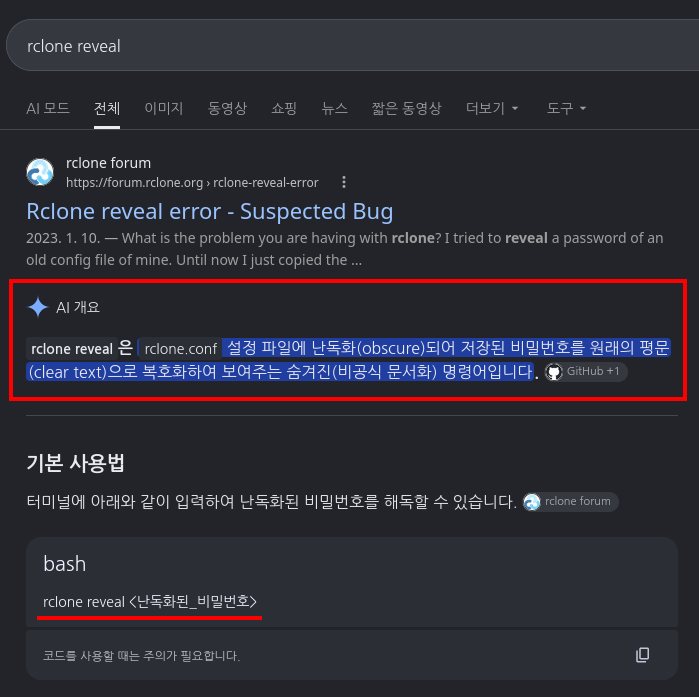 rclone reveal
AI 모드 전체 이미지 동영상 쇼핑 뉴스 짧은 동영상 더보기 도구
rclone forum
https://forum.rclone.org › rclone-reveal-error
Rclone reveal error - Suspected Bug
2023. 1. 10. — What is the problem you are having with rclone? I tried to reveal a password of an
old config file of mine. Until now I just copied the ...
AI 개요
rclone reveal 은 rclone.conf 설정 파일에 난독화(obscure)되어 저장된 비밀번호를 원래의 평문
(clear text)으로 복호화하여 보여주는 숨겨진(비공식 문서화) 명령어입니다. GitHub +1
기본 사용법
터미널에 아래와 같이 입력하여 난독화된 비밀번호를 해독할 수 있습니다. rclone forum
bash
rclone reveal <난독화된_비밀번호>
코드를 사용할 때는 주의가 필요합니다.